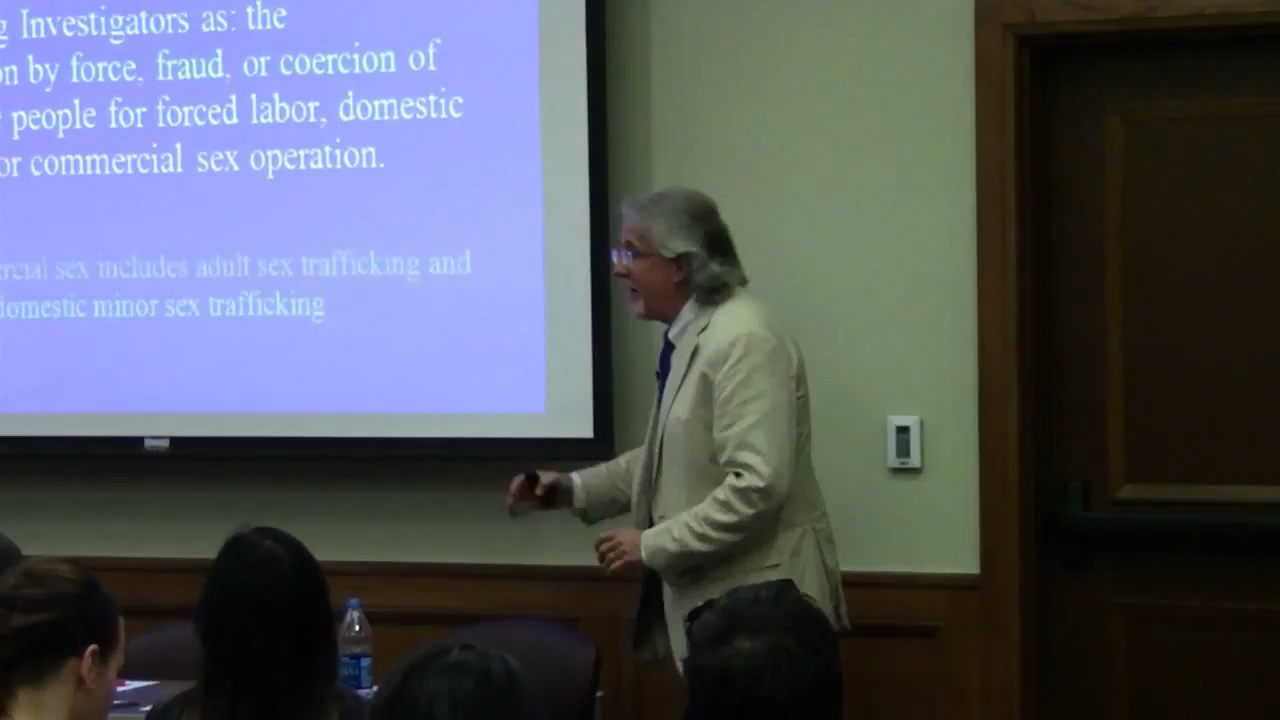 g Investigators as: the
on by force, fraud, or coercion of
people for forced labor, domestic
or commercial sex operation.
ercial sex includes adult sex trafficking and
domestic minor sex trafficking